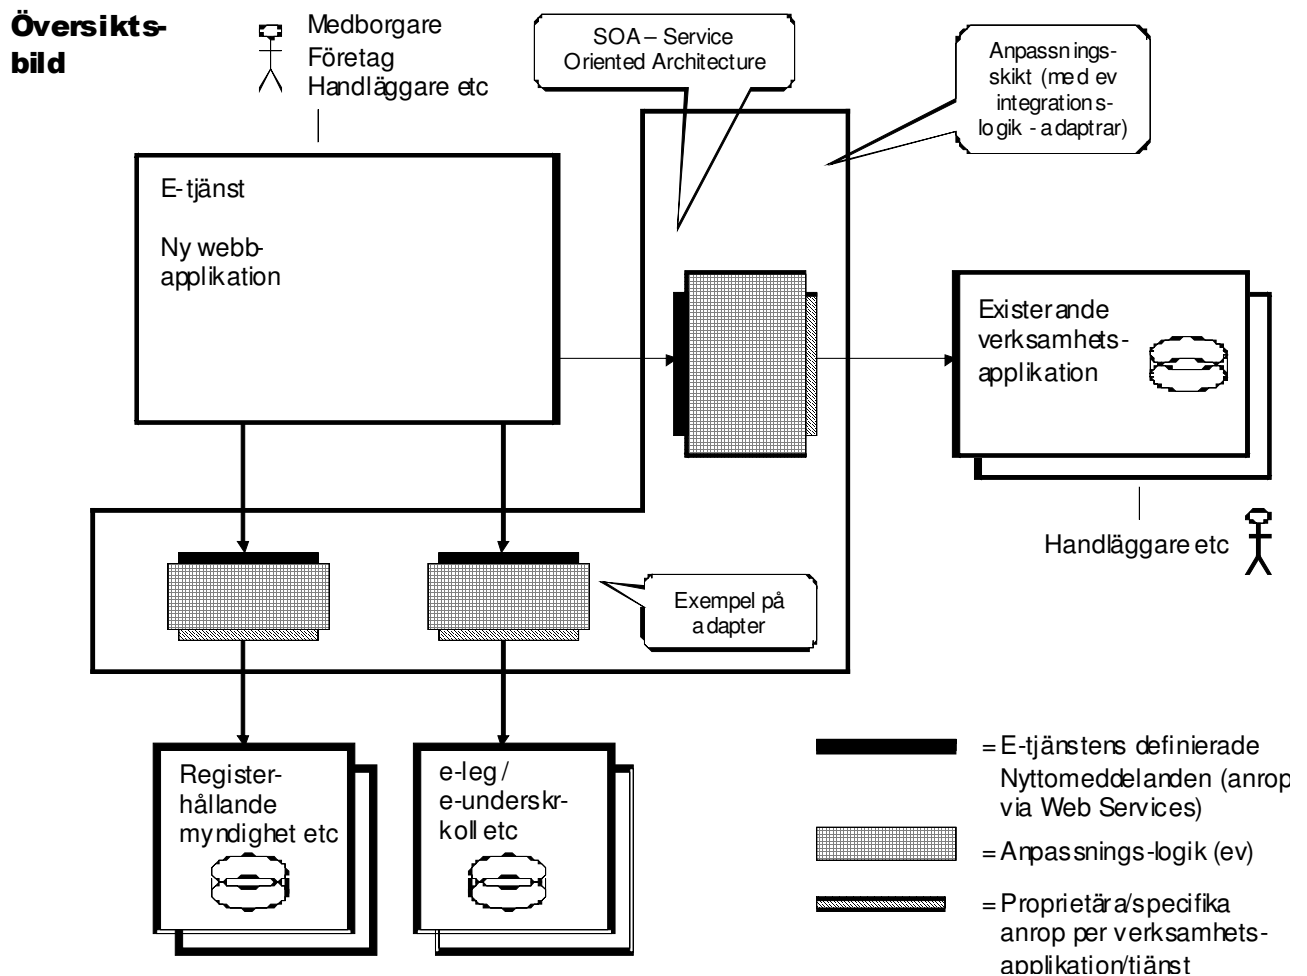 Översikts-
bild
Medborgare
Företag
Handläggare etc
SOA – Service
Oriented Architecture
Anpassnings-
skikt (med ev
integrations-
logik - adaptrar)
E-tjänst
Ny webb-
applikation
Existerande
verksamhets-
applikation
Handläggare etc
Exempel på
adapter
Register-
hållande
myndighet etc
e-leg /
e-underskr-
koll etc
= E-tjänstens definierade
Nyttomeddelanden (anrop
via Web Services)
= Anpassnings-logik (ev)
= Proprietära/specifika
anrop per verksamhets-
applikation/tjänst